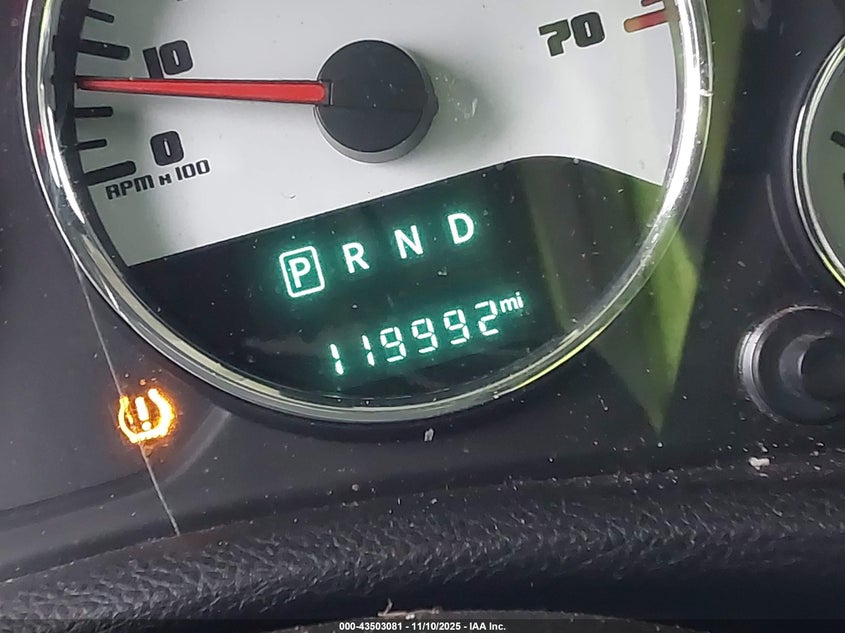 10
70
0
RPM x 100
P R N D
119992 mi
000-43503081 - 11/10/2025 - IAA Inc.